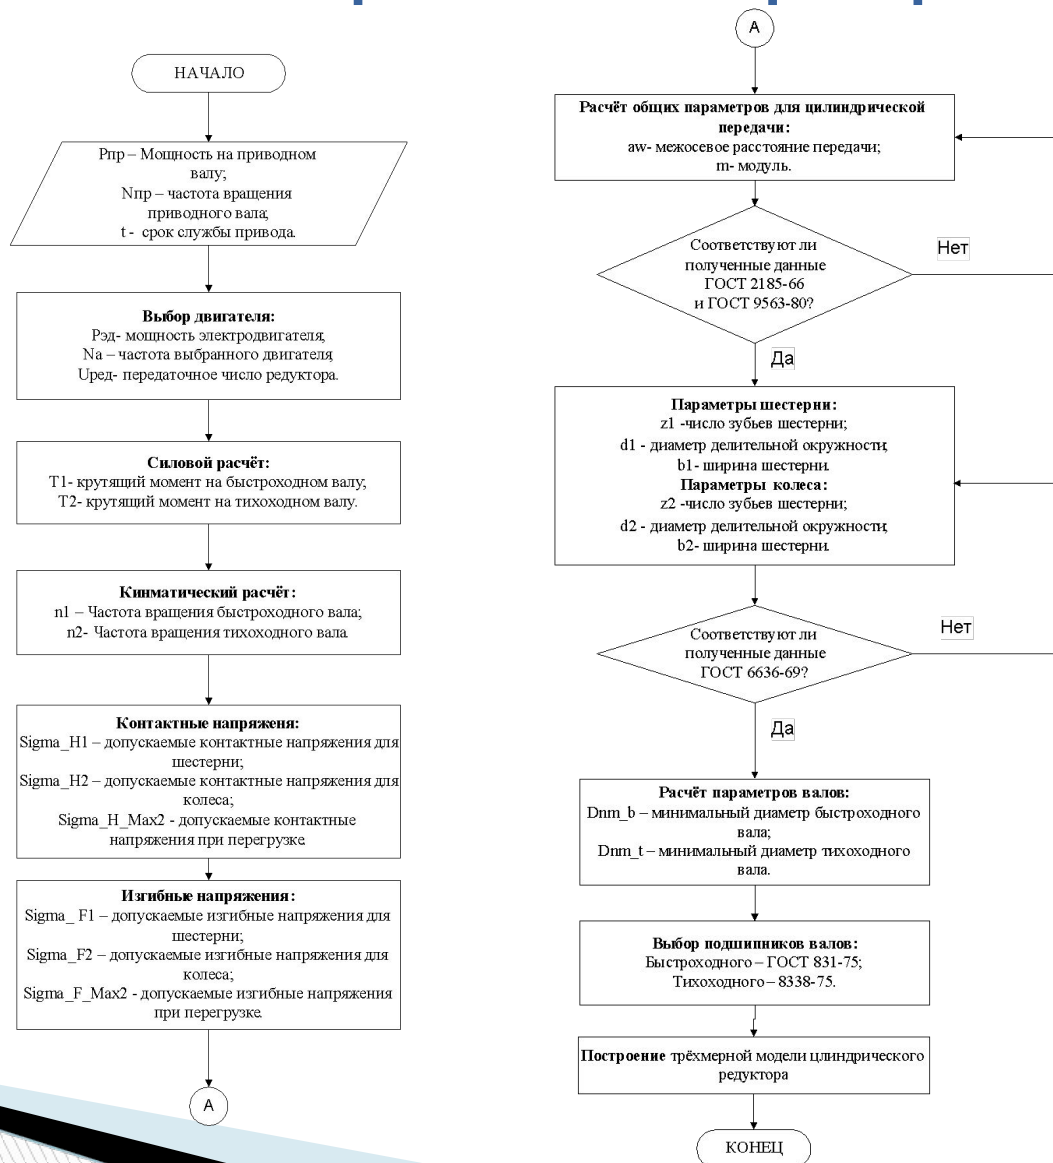 НАЧАЛО
Pпр – Мощность на приводном
валу;
Nпр – частота вращения
приводного вала;
t - срок службы привода.
Выбор двигателя:
Рэд- мощность электродвигателя;
Na – частота выбранного двигателя;
Uред- передаточное число редуктора.
Силовой расчёт:
T1- крутящий момент на быстроходном валу;
T2- крутящий момент на тихоходном валу.
Кинматический расчёт:
n1 – Частота вращения быстроходного вала;
n2- Частота вращения тихоходного вала.
Контактные напряженя:
Sigma_H1 – допускаемые контактные напряжения для
шестерни;
Sigma_H2 – допускаемые контактные напряжения для
колеса;
Sigma_H_Max2 - допускаемые контактные
напряжения при перегрузке.
Изгибные напряжения:
Sigma_ F1 – допускаемые изгибные напряжения для
шестерни;
Sigma_F2 – допускаемые изгибные напряжения для
колеса;
Sigma_F_Max2 - допускаемые изгибные напряжения
при перегрузке.
А
А
Расчёт общих параметров для цилиндрической
передачи:
aw- межосевое расстояние передачи;
m- модуль.
Соответствуют ли
полученные данные
ГОСТ 2185-66
и ГОСТ 9563-80?
Нет
Да
Параметры шестерни:
z1 -число зубьев шестерни;
d1 - диаметр делительной окружности;
b1- ширина шестерни.
Параметры колеса:
z2 -число зубьев шестерни;
d2 - диаметр делительной окружности;
b2- ширина шестерни.
Соответствуют ли
полученные данные
ГОСТ 6636-69?
Нет
Да
Расчёт параметров валов:
Dnm_b – минимальный диаметр быстроходного
вала;
Dnm_t – минимальный диаметр тихоходного
вала.
Выбор подшипников валов:
Быстроходного – ГОСТ 831-75;
Тихоходного – 8338-75.
Построение трёхмерной модели цлиндрического
редуктора
КОНЕЦ